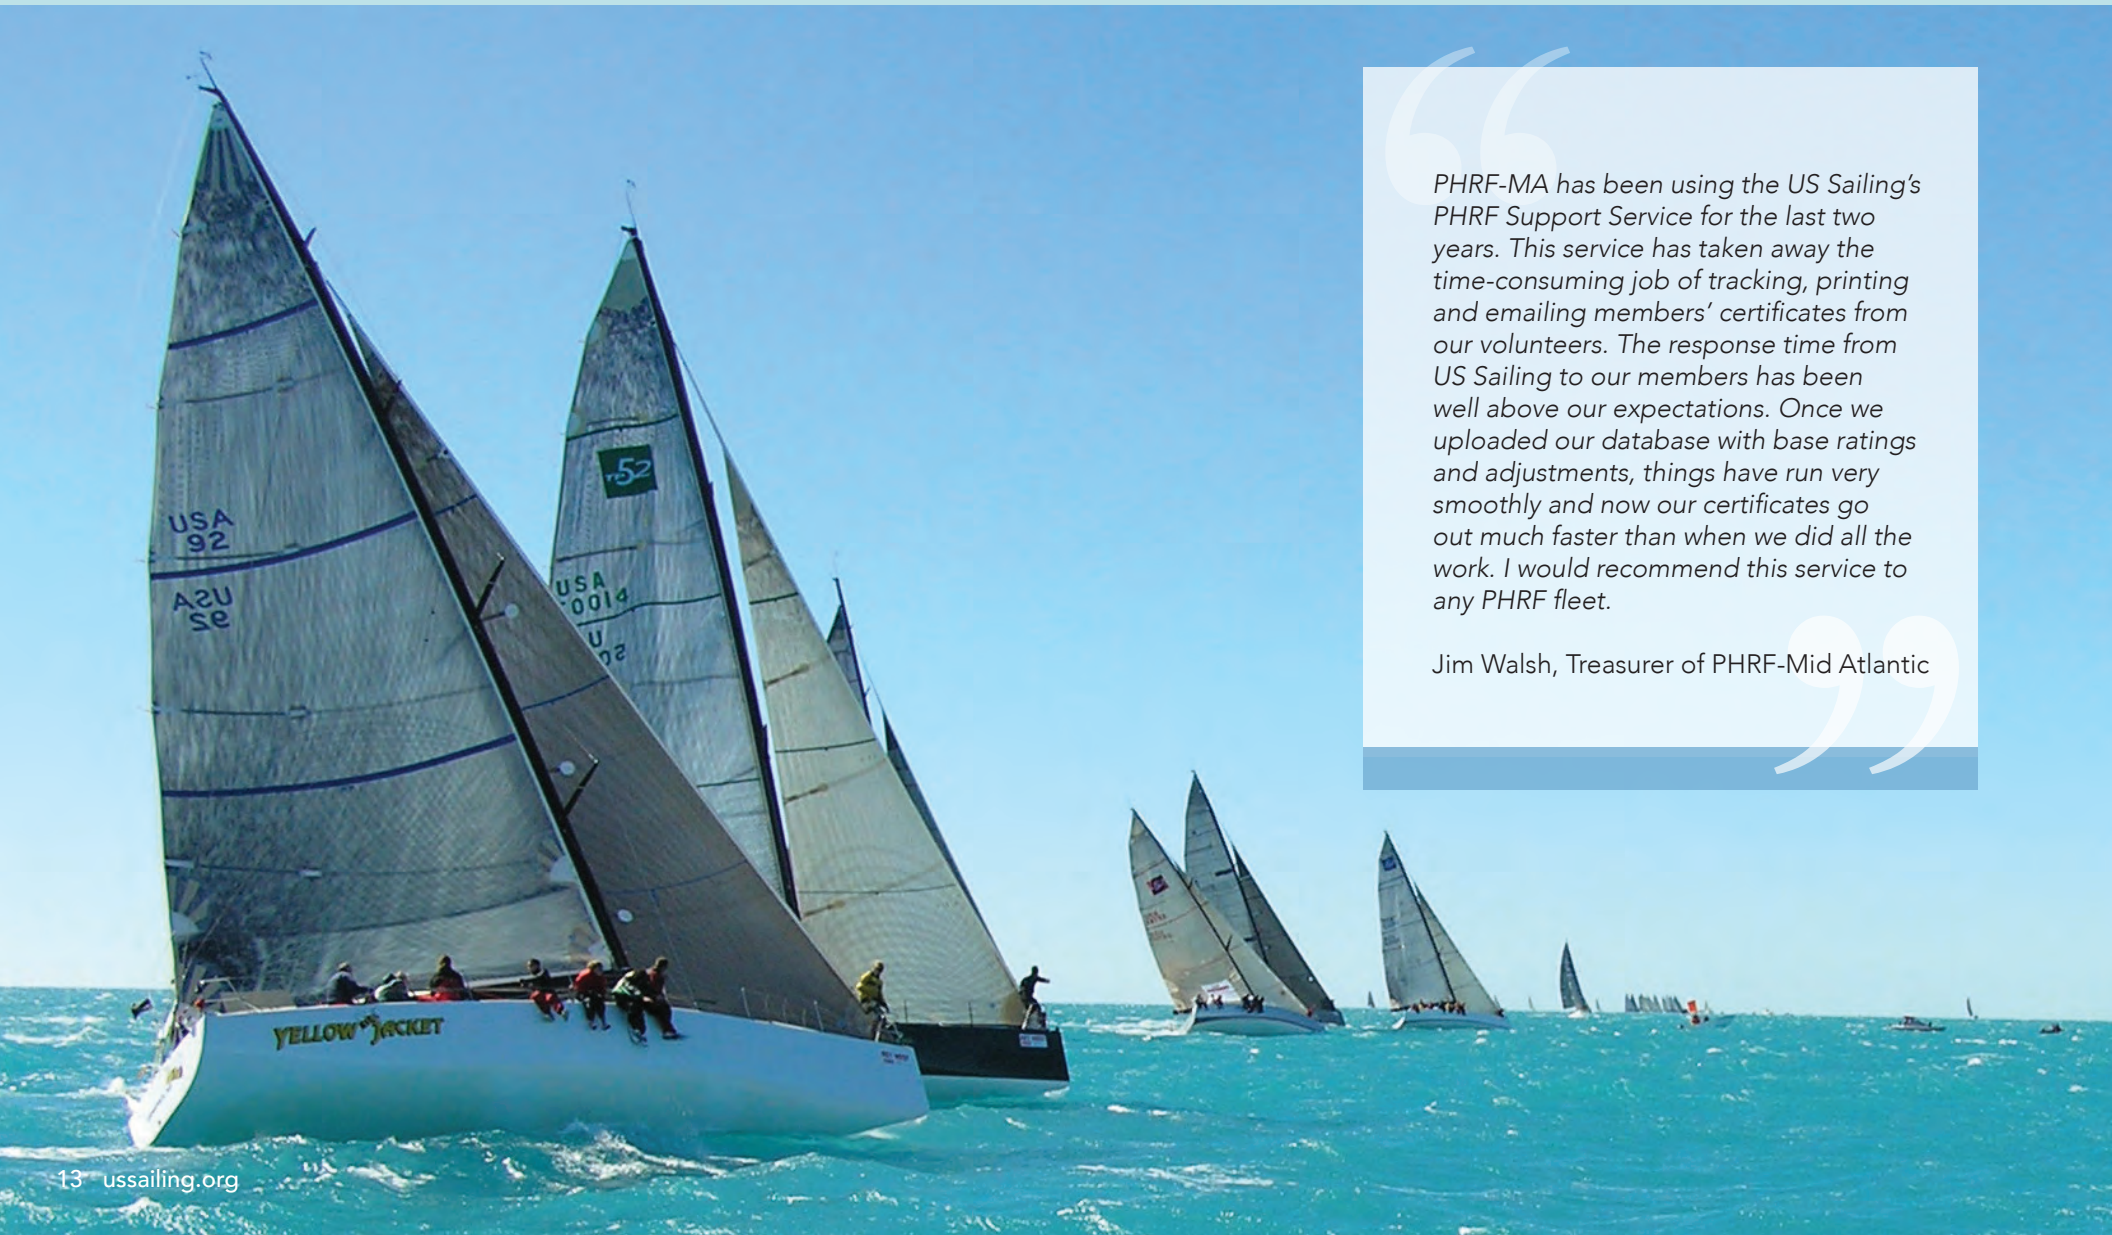 PHRF-MA has been using the US Sailing’s
PHRF Support Service for the last two
years. This service has taken away the
time-consuming job of tracking, printing
and emailing members’ certificates from
our volunteers. The response time from
US Sailing to our members has been
well above our expectations. Once we
uploaded our database with base ratings
and adjustments, things have run very
smoothly and now our certificates go
out much faster than when we did all the
work. I would recommend this service to
any PHRF fleet.
Jim Walsh, Treasurer of PHRF-Mid Atlantic
52
USA
92
USA
92
USA
0014
YELLOW JACKET
13 ussailing.org